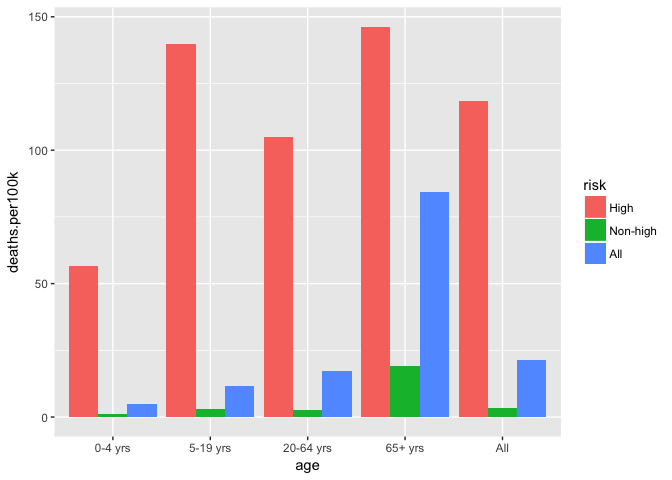 150
100
50
0
deaths.per100k
0-4 yrs 5-19 yrs 20-64 yrs 65+ yrs All
age
risk
High
Non-high
All